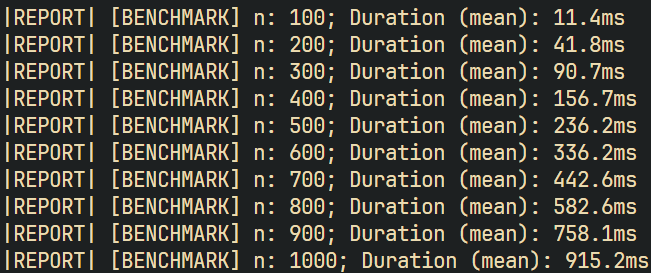 |REPORT| [BENCHMARK] n: 100; Duration (mean): 11.4ms
|REPORT| [BENCHMARK] n: 200; Duration (mean): 41.8ms
|REPORT| [BENCHMARK] n: 300; Duration (mean): 90.7ms
|REPORT| [BENCHMARK] n: 400; Duration (mean): 156.7ms
|REPORT| [BENCHMARK] n: 500; Duration (mean): 236.2ms
|REPORT| [BENCHMARK] n: 600; Duration (mean): 336.2ms
|REPORT| [BENCHMARK] n: 700; Duration (mean): 442.6ms
|REPORT| [BENCHMARK] n: 800; Duration (mean): 582.6ms
|REPORT| [BENCHMARK] n: 900; Duration (mean): 758.1ms
|REPORT| [BENCHMARK] n: 1000; Duration (mean): 915.2ms